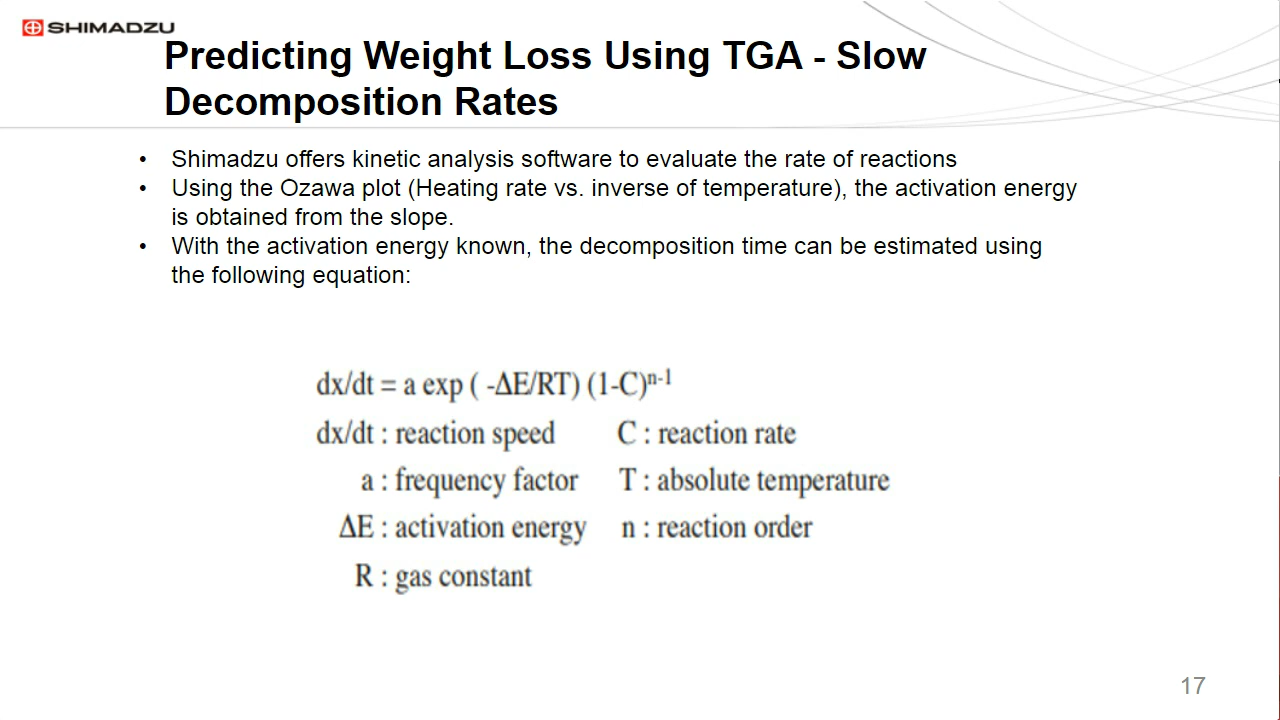 SHIMADZU
Predicting Weight Loss Using TGA - Slow
Decomposition Rates
• Shimadzu offers kinetic analysis software to evaluate the rate of reactions
• Using the Ozawa plot (Heating rate vs. inverse of temperature), the activation energy
is obtained from the slope.
• With the activation energy known, the decomposition time can be estimated using
the following equation:
dx/dt = a exp ( -ΔE/RT) (1-C)ⁿ⁻¹
dx/dt : reaction speed C : reaction rate
a : frequency factor T : absolute temperature
ΔE : activation energy n : reaction order
R : gas constant
17